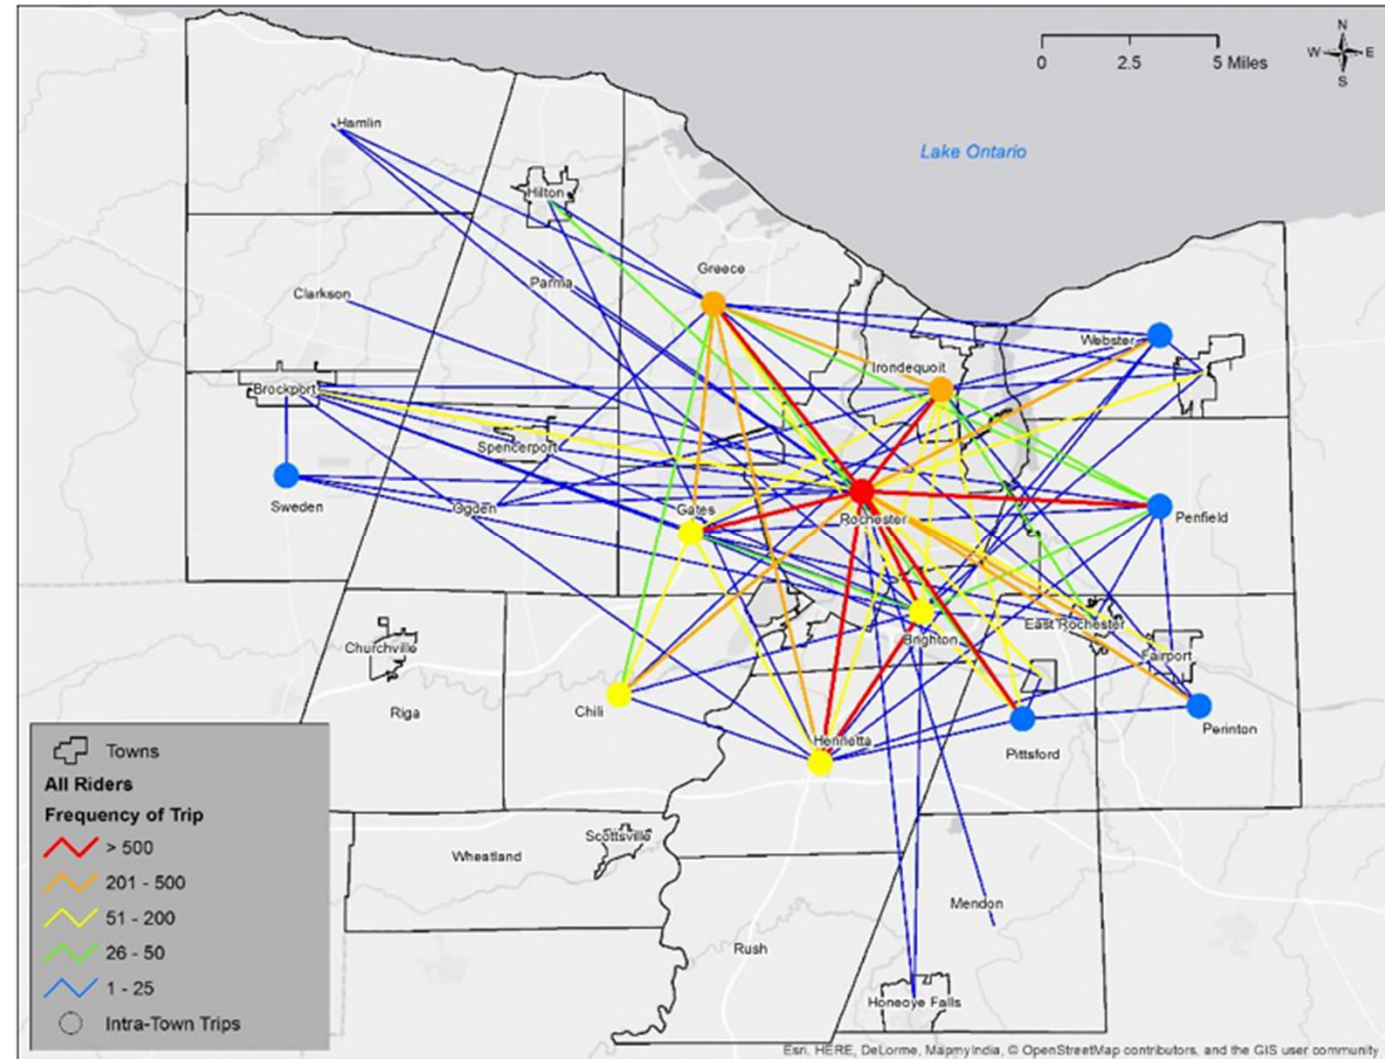 N
W E
S
0 2.5 5 Miles
Lake Ontario
Hamlin
Hilton
Greece
Parma
Clarkson
Webster
Irondequoit
Brockport
Spencerport
Sweden
Ogden
Gates
Rochester
Penfield
East Rochester
Brighton
Fairport
Churchville
Riga
Chili
Henrietta
Perinton
Pittsford
Towns
All Riders
Frequency of Trip
> 500
201 - 500
51 - 200
26 - 50
1 - 25
Intra-Town Trips
Scottsville
Wheatland
Mendon
Rush
Honeoye Falls
Esri, HERE, DeLorme, MapmyIndia, © OpenStreetMap contributors, and the GIS user community